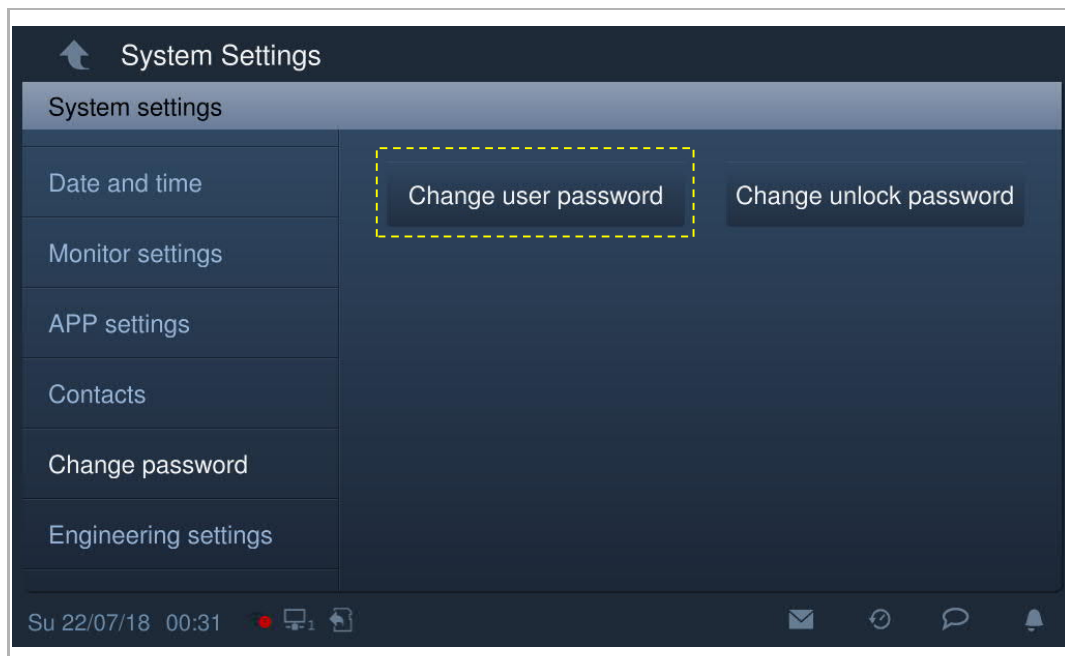 System Settings
System settings
Date and time
Monitor settings
APP settings
Contacts
Change password
Engineering settings
Change user password
Change unlock password
Su 22/07/18 00:31
1